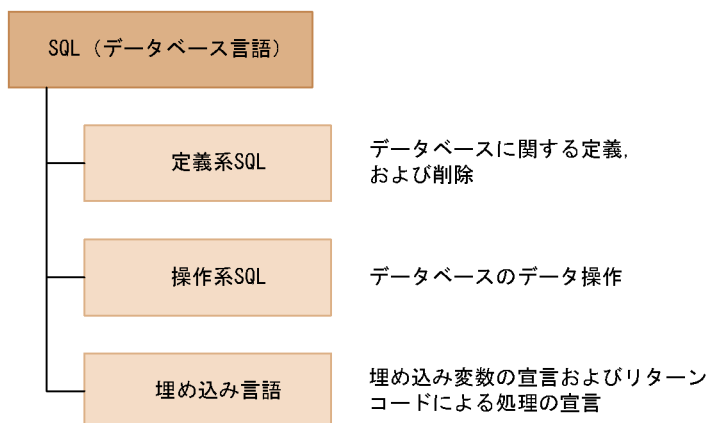 SQL(データベース言語)
定義系SQL
データベースに関する定義,
および削除
操作系SQL
データベースのデータ操作
埋め込み言語
埋め込み変数の宣言およびリターン
コードによる処理の宣言